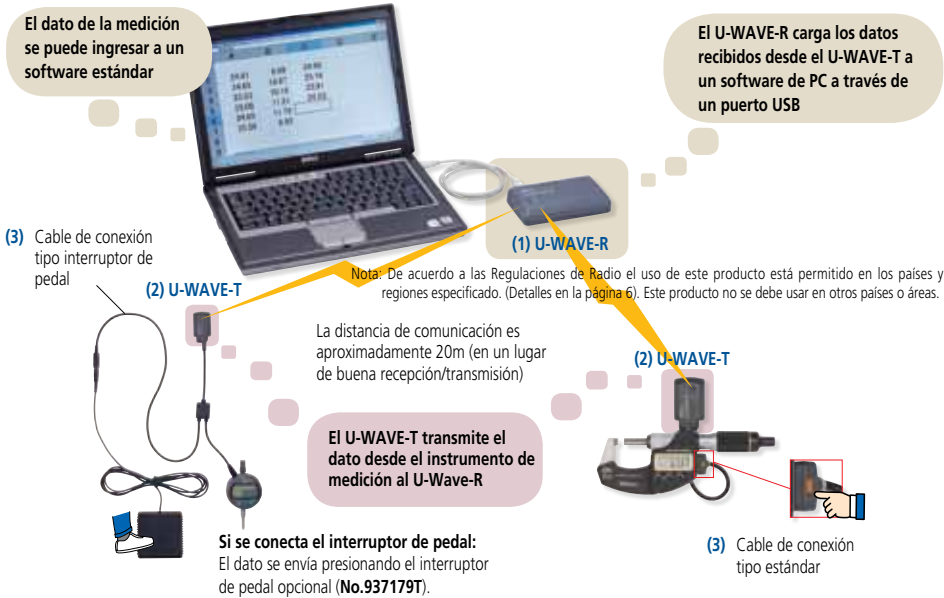 El dato de la medición
se puede ingresar a un
software estándar
El U-WAVE-R carga los datos
recibidos desde el U-WAVE-T a
un software de PC a través de
un puerto USB
(1) U-WAVE-R
Nota: De acuerdo a las Regulaciones de Radio el uso de este producto está permitido en los países y
regiones especificado. (Detalles en la página 6). Este producto no se debe usar en otros países o áreas.
(3) Cable de conexión
tipo interruptor de
pedal
(2) U-WAVE-T
La distancia de comunicación es
aproximadamente 20m (en un lugar
de buena recepción/transmisión)
(2) U-WAVE-T
El U-WAVE-T transmite el
dato desde el instrumento de
medición al U-Wave-R
Si se conecta el interruptor de pedal:
El dato se envía presionando el interruptor
de pedal opcional (No.937179T).
(3) Cable de conexión
tipo estándar